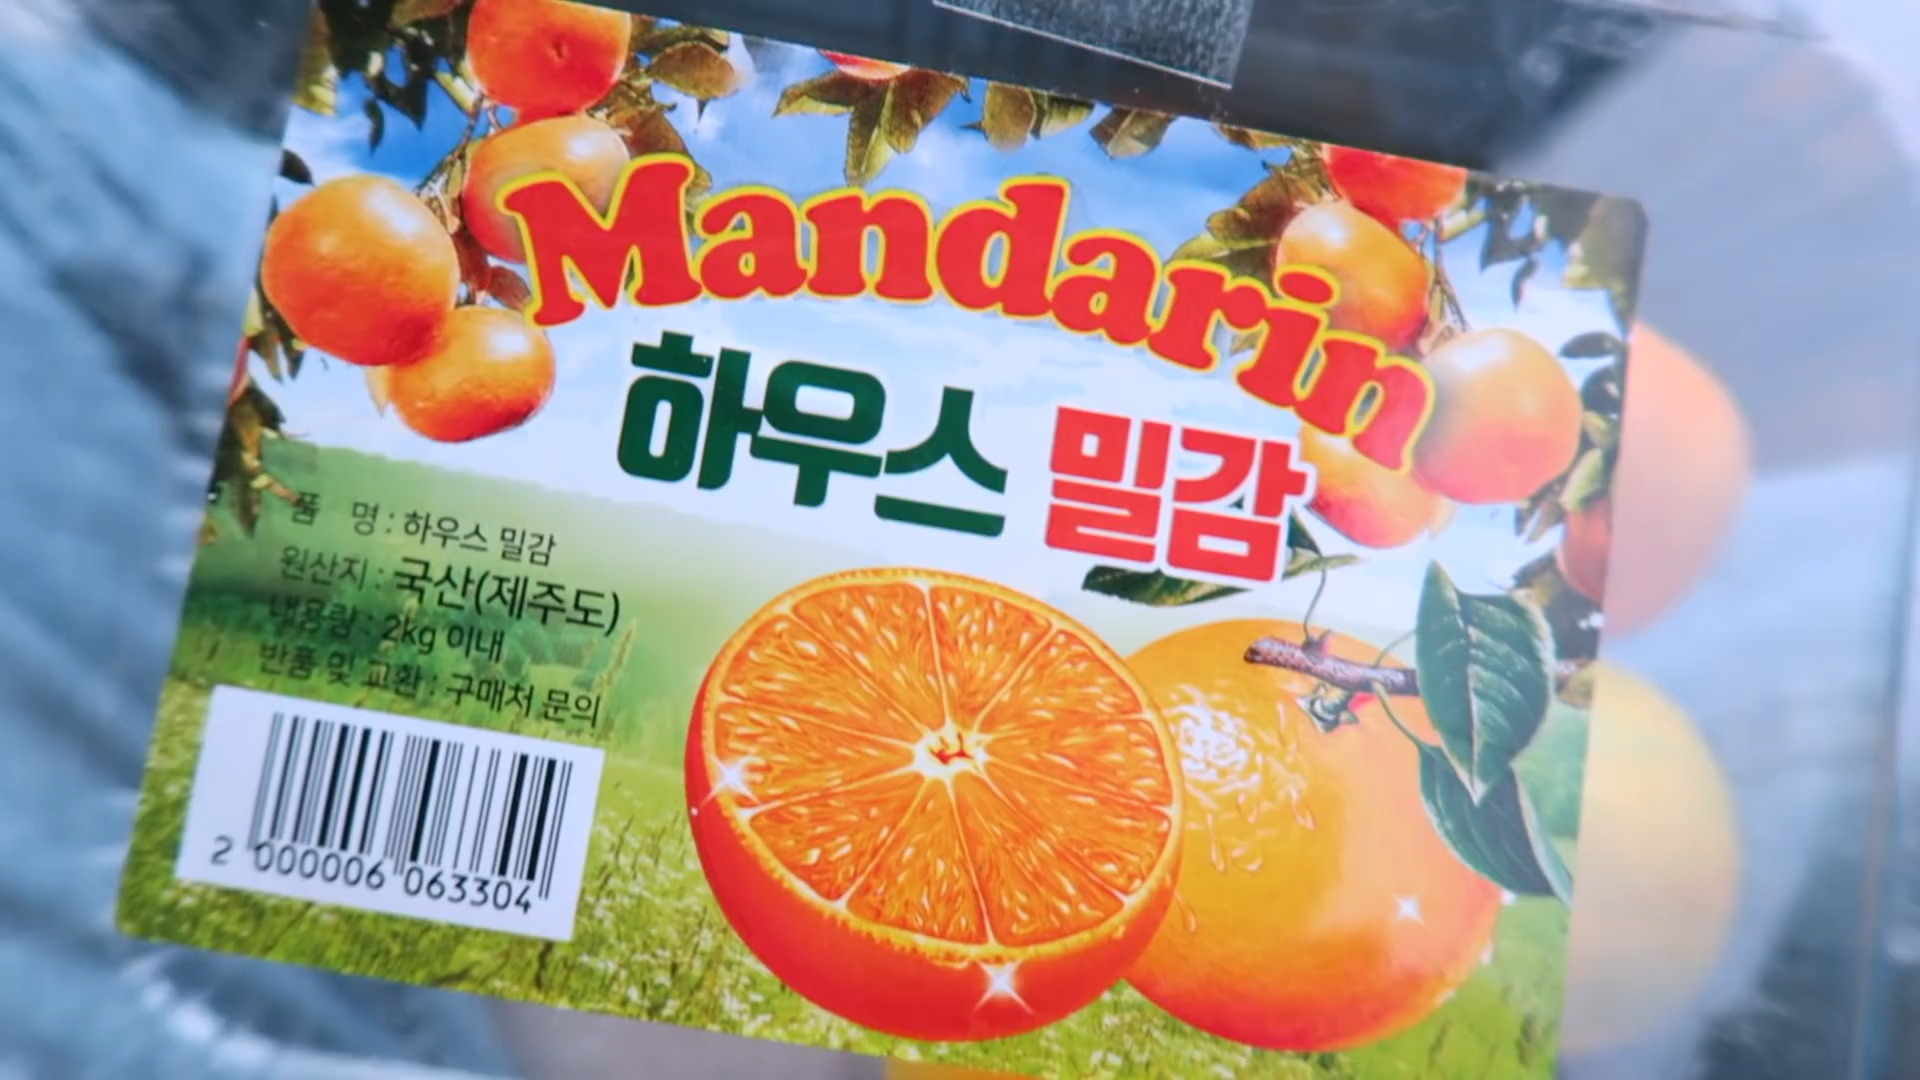 Mandarin
하우스 밀감
품 명 : 하우스 밀감
원산지 : 국산(제주도)
내용량 : 2kg 이내
반품 및 교환 : 구매처 문의
2 000006 063304